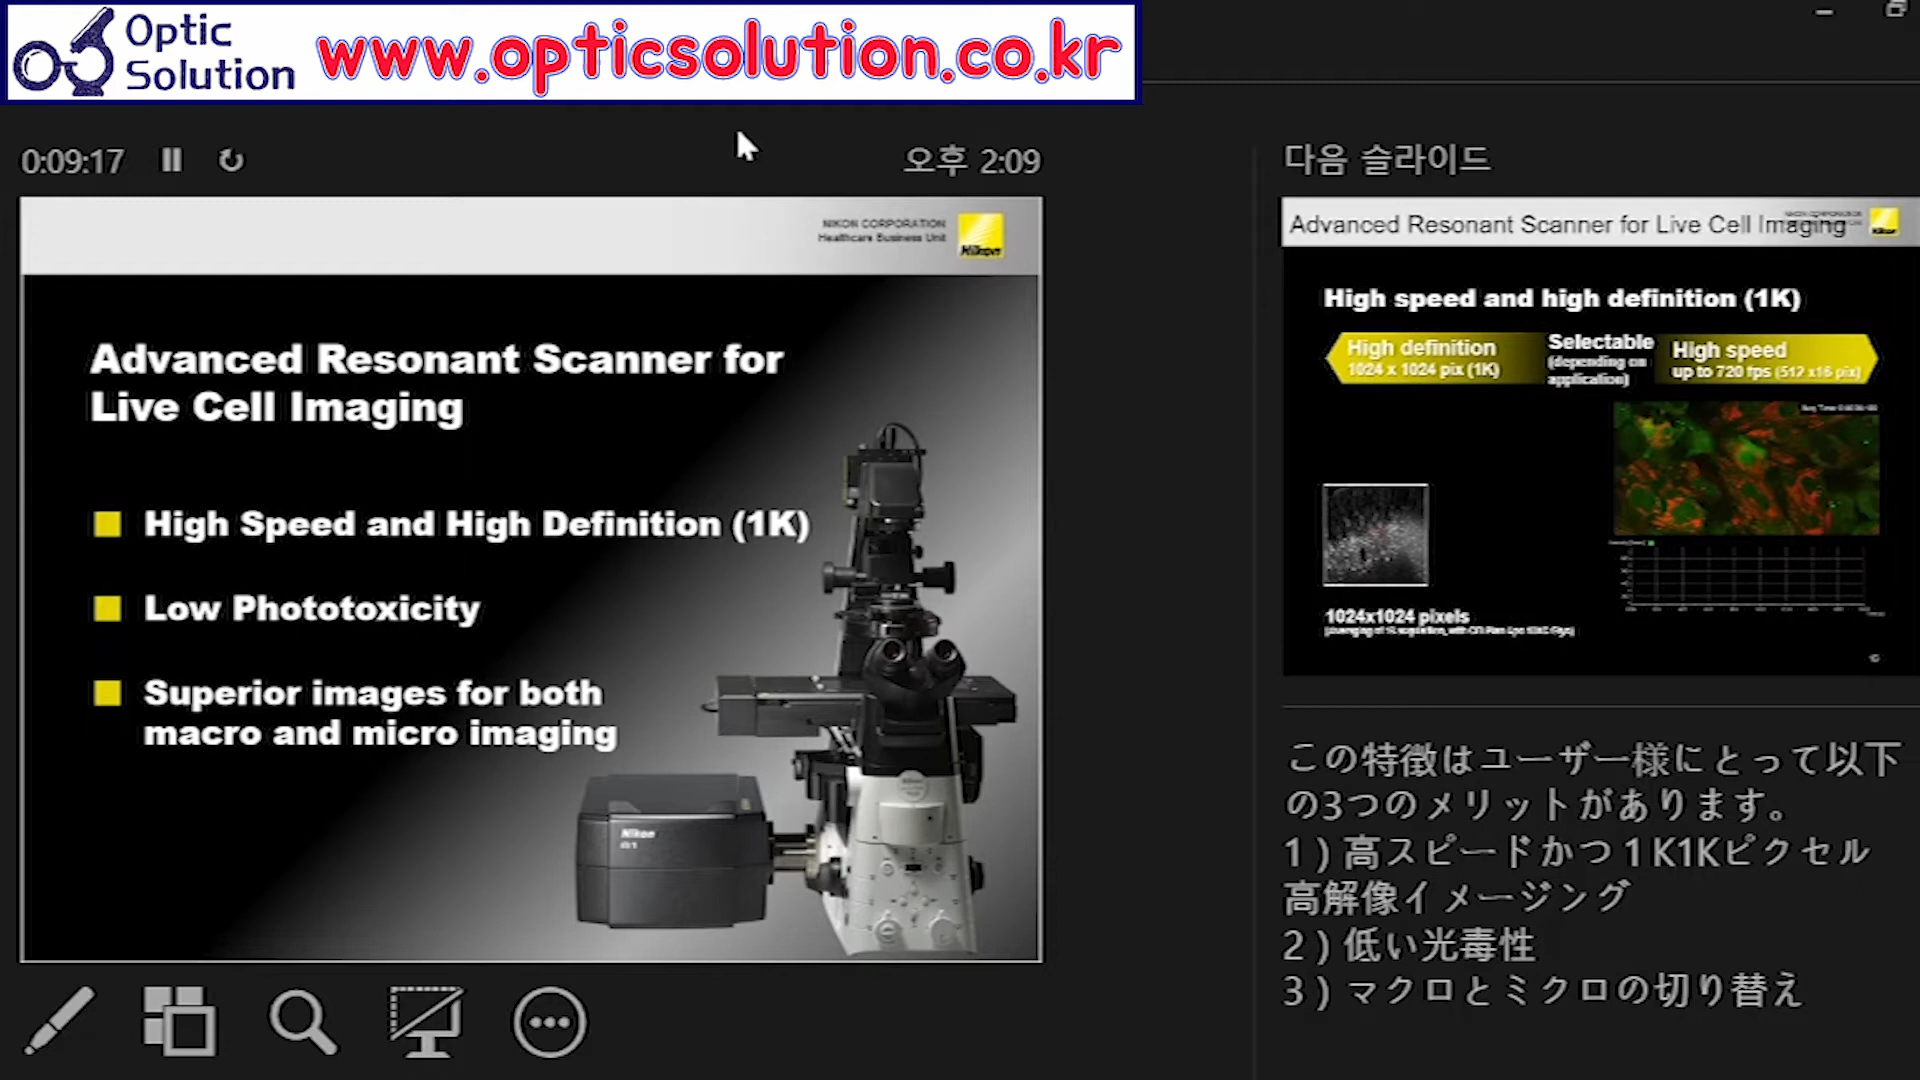 Optic
Solution
www.opticsolution.co.kr
0:09:17
오후 2:09
NIKON CORPORATION
Healthcare Business Unit
Nikon
Advanced Resonant Scanner for
Live Cell Imaging
High Speed and High Definition (1K)
Low Phototoxicity
Superior images for both
macro and micro imaging
Nikon
다음 슬라이드
Advanced Resonant Scanner for Live Cell Imaging
High speed and high definition (1K)
High definition
1024 x 1024 pix (1K)
Selectable
(depending on
application)
High speed
up to 720 fps (512 x16 pix)
1024x1024 pixels
この特徴はユーザー様にとって以下
の3つのメリットがあります。
1）高スピードかつ１K1Kピクセル
高解像イメージング
2）低い光毒性
3）マクロとミクロの切り替え